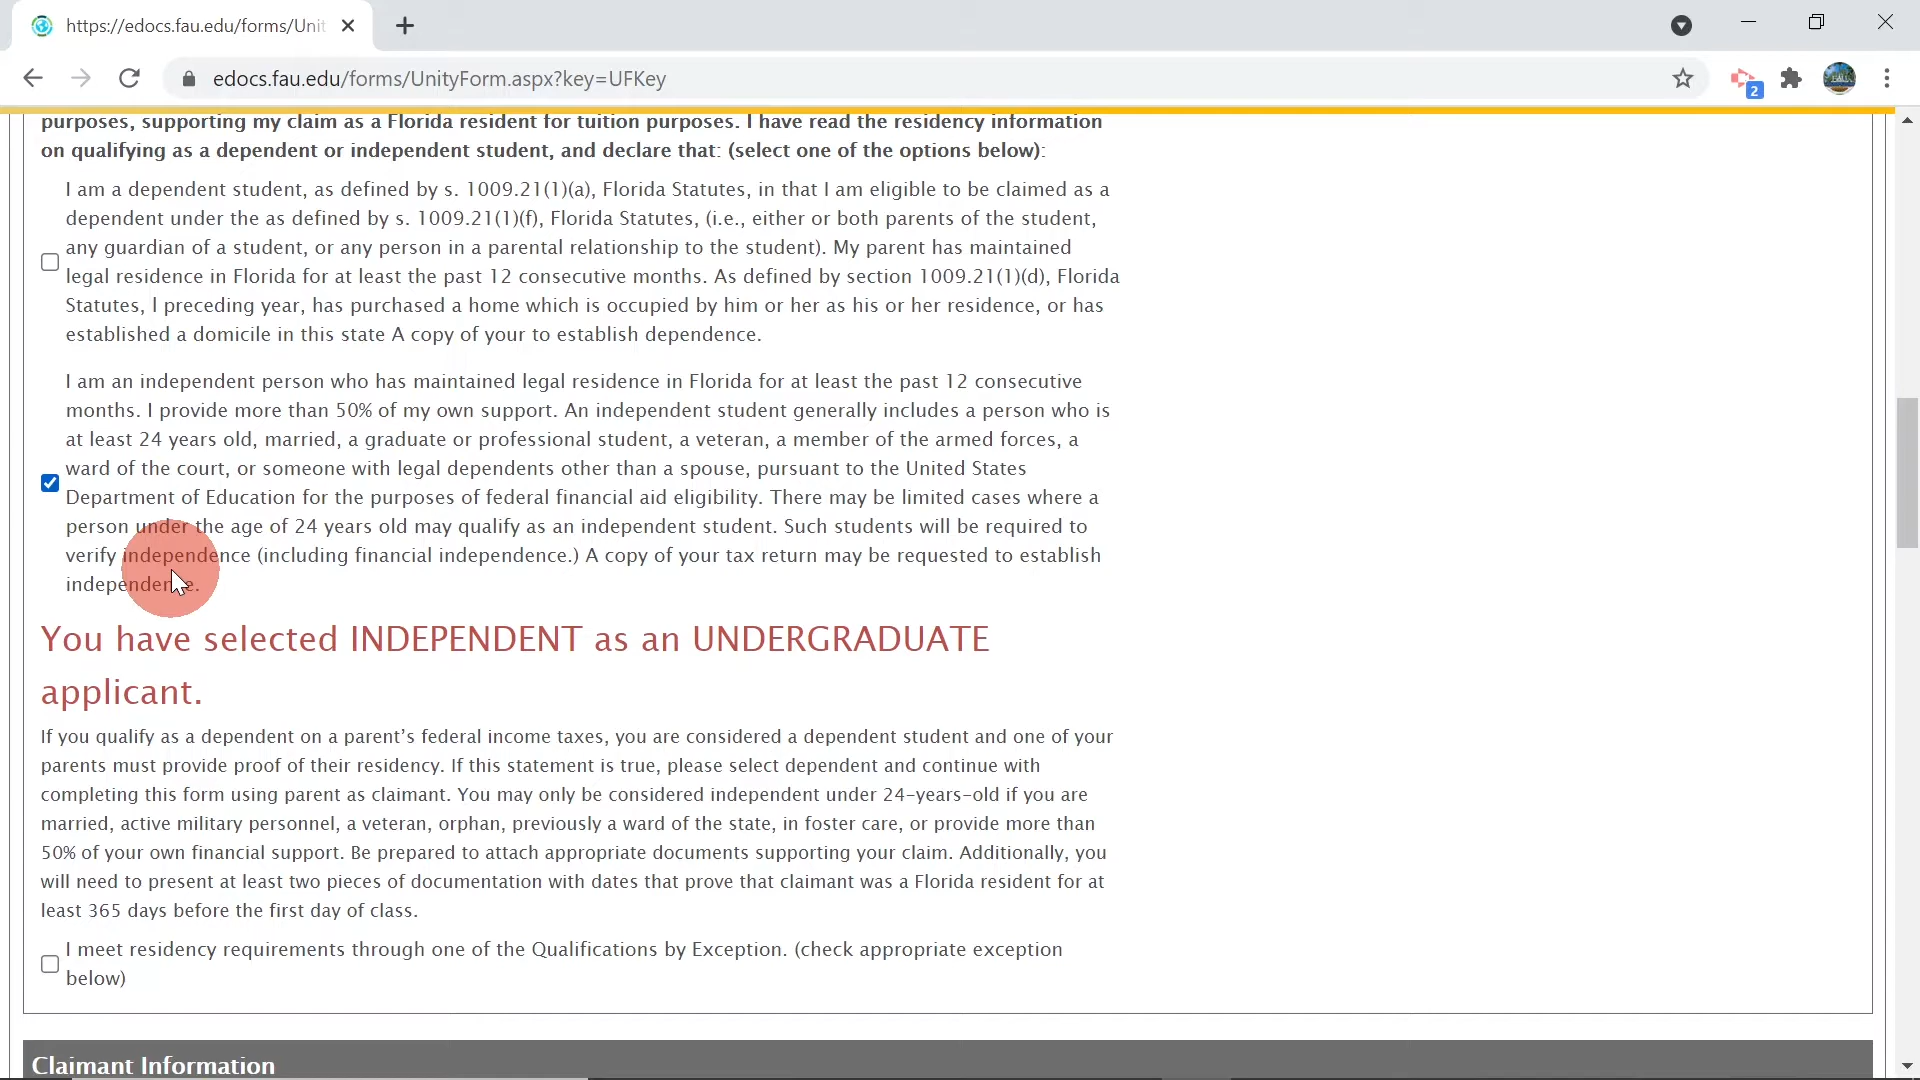 https://edocs.fau.edu/forms/Unit
edocs.fau.edu/forms/UnityForm.aspx?key=UFKey
2
purposes, supporting my claim as a Florida resident for tuition purposes. I have read the residency information
on qualifying as a dependent or independent student, and declare that: (select one of the options below):
I am a dependent student, as defined by s. 1009.21(1)(a), Florida Statutes, in that I am eligible to be claimed as a
dependent under the as defined by s. 1009.21(1)(f), Florida Statutes, (i.e., either or both parents of the student,
any guardian of a student, or any person in a parental relationship to the student). My parent has maintained
legal residence in Florida for at least the past 12 consecutive months. As defined by section 1009.21(1)(d), Florida
Statutes, I preceding year, has purchased a home which is occupied by him or her as his or her residence, or has
established a domicile in this state A copy of your to establish dependence.
I am an independent person who has maintained legal residence in Florida for at least the past 12 consecutive
months. I provide more than 50% of my own support. An independent student generally includes a person who is
at least 24 years old, married, a graduate or professional student, a veteran, a member of the armed forces, a
ward of the court, or someone with legal dependents other than a spouse, pursuant to the United States
Department of Education for the purposes of federal financial aid eligibility. There may be limited cases where a
person under the age of 24 years old may qualify as an independent student. Such students will be required to
verify independence (including financial independence.) A copy of your tax return may be requested to establish
independence.
You have selected INDEPENDENT as an UNDERGRADUATE
applicant.
If you qualify as a dependent on a parent's federal income taxes, you are considered a dependent student and one of your
parents must provide proof of their residency. If this statement is true, please select dependent and continue with
completing this form using parent as claimant. You may only be considered independent under 24-years-old if you are
married, active military personnel, a veteran, orphan, previously a ward of the state, in foster care, or provide more than
50% of your own financial support. Be prepared to attach appropriate documents supporting your claim. Additionally, you
will need to present at least two pieces of documentation with dates that prove that claimant was a Florida resident for at
least 365 days before the first day of class.
I meet residency requirements through one of the Qualifications by Exception. (check appropriate exception
below)
Claimant Information